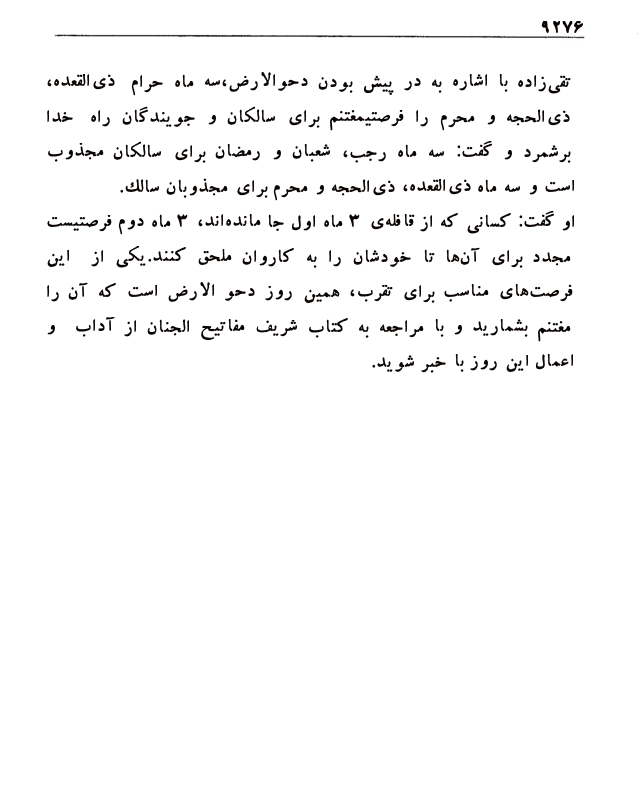 ۹۲۷۶
تقی‌زاده با اشاره به در پیش بودن دحوالارض،سه ماه حرام ذی‌القعده،
ذی‌الحجه و محرم را فرصتیمغتنم برای سالکان و جویندگان راه خدا
برشمرد و گفت: سه ماه رجب، شعبان و رمضان برای سالکان مجذوب
است و سه ماه ذی‌القعده، ذی‌الحجه و محرم برای مجذوبان سالك.
او گفت: کسانی که از قافله‌ی ۳ ماه اول جا مانده‌اند، ۳ ماه دوم فرصتیست
مجدد برای آن‌ها تا خودشان را به کاروان ملحق کنند.یکی از این
فرصت‌های مناسب برای تقرب، همین روز دحو الارض است که آن را
مغتنم بشمارید و با مراجعه به کتاب شریف مفاتیح الجنان از آداب و
اعمال این روز با خبر شوید.